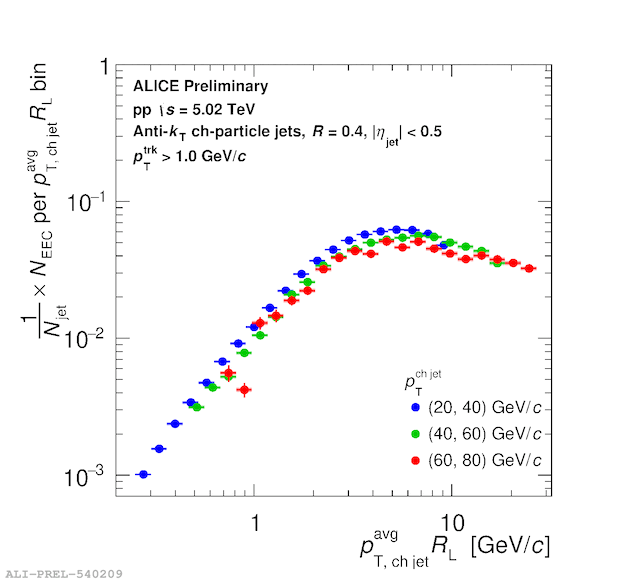 ALICE Preliminary
pp \s = 5.02 TeV
Anti-kT ch-particle jets, R = 0.4, |ηjet| < 0.5
pTtrk > 1.0 GeV/c
1/Njet × NEEC per pT, ch jetavg RL bin
1
10−1
10−2
10−3
pTch jet
(20, 40) GeV/c
(40, 60) GeV/c
(60, 80) GeV/c
1
10
pT, ch jetavg RL [GeV/c]
ALI-PREL-540209